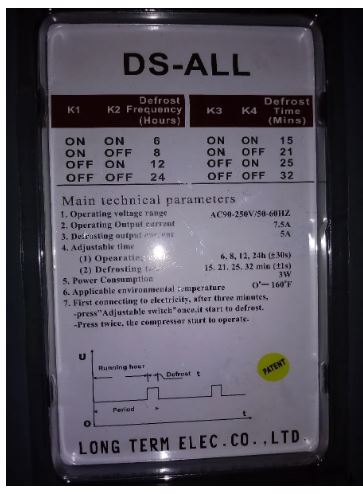 DS-ALL
K1 K2 Defrost Frequency (Hours) K3 K4 Defrost Time (Mins)
ON ON 6 ON ON 15
ON OFF 8 ON OFF 21
OFF ON 12 OFF ON 25
OFF OFF 24 OFF OFF 32
Main technical parameters
1. Operating voltage range AC90-250V/50-60HZ
2. Operating Output current 7.5A
3. Defrosting output current 5A
4. Adjustable time
(1) Opearating 6, 8, 12, 24h (±30s)
(2) Defrosting 15. 21. 25. 32 min (±1s)
5. Power Consumption 3W
6. Applicable environmental temperature O°—160°F
7. First connecting to electricity, after three minutes,
-press"Adjustable switch"once,it start to defrost.
-Press twice, the compressor start to operate.
U
Running hour
Defrost t
Period
t
O
PATENT
LONG TERM ELEC.CO.,LTD